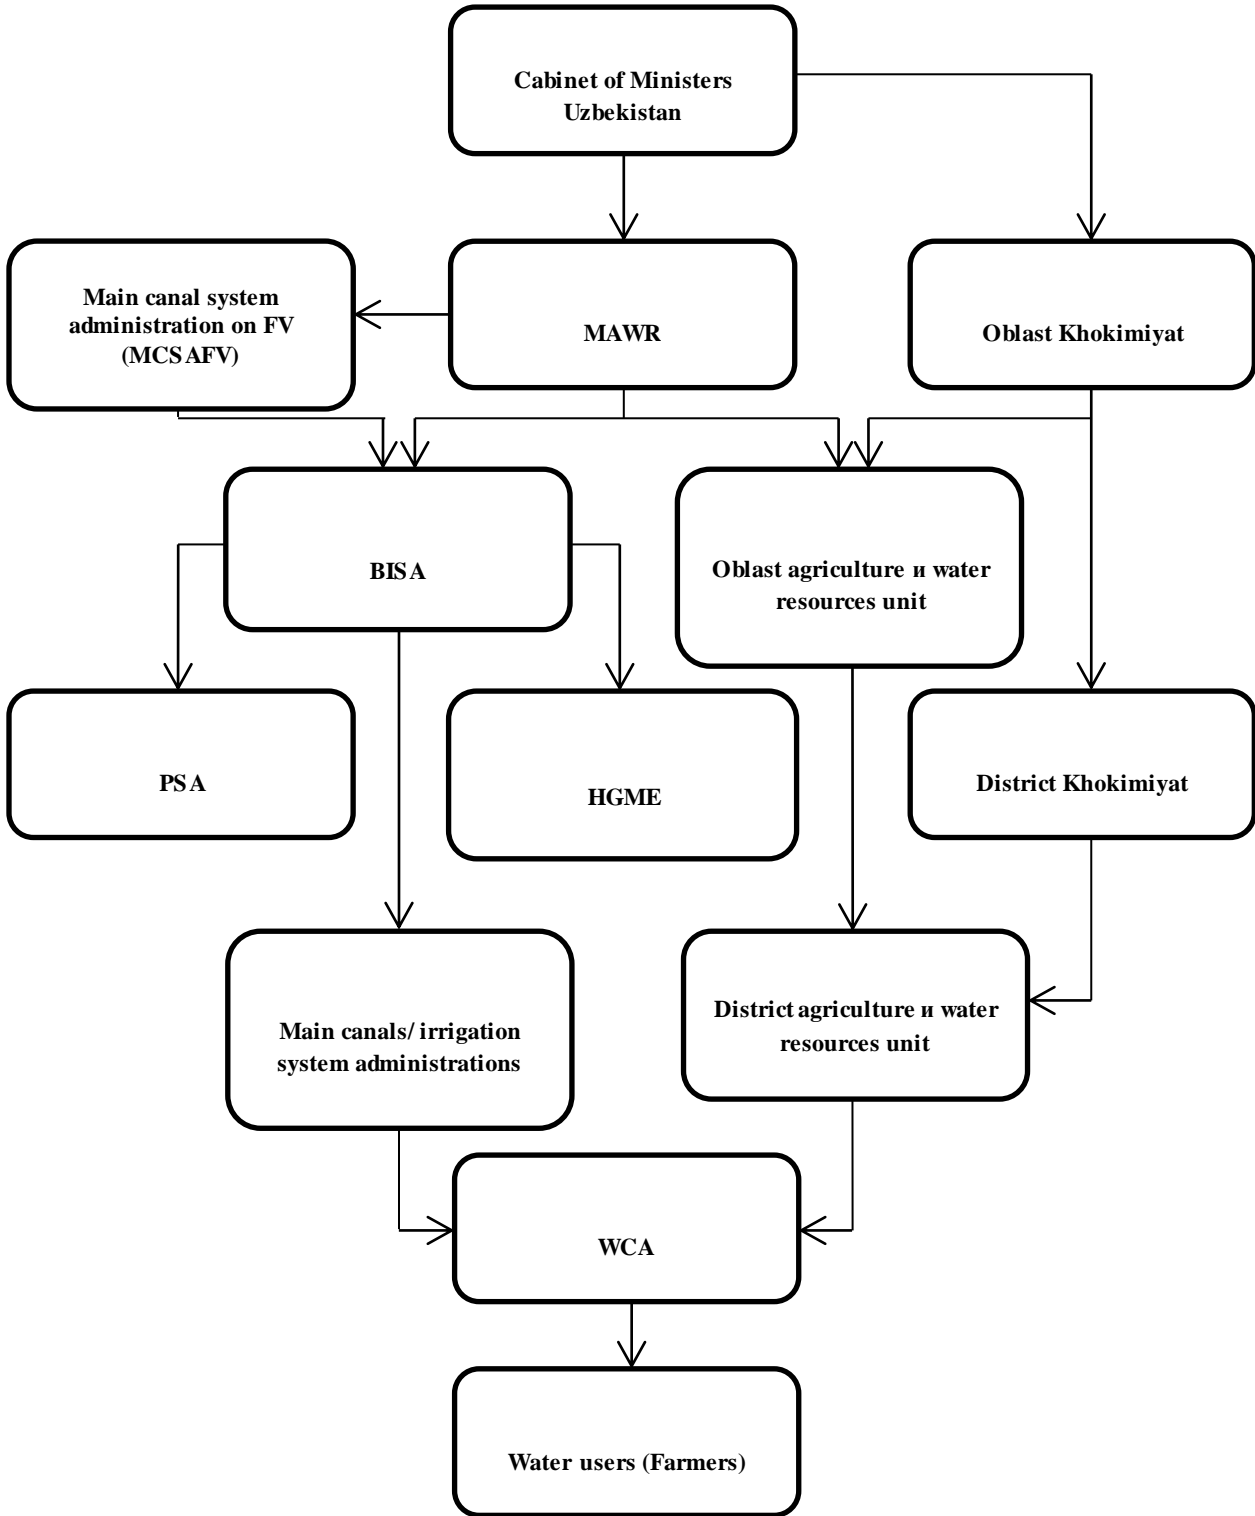 Cabinet of Ministers
Uzbekistan
Main canal system
administration on FV
(MCSAFV)
MAWR
Oblast Khokimiyat
BISA
Oblast agriculture и water
resources unit
PSA
HGME
District Khokimiyat
Main canals/ irrigation
system administrations
District agriculture и water
resources unit
WCA
Water users (Farmers)